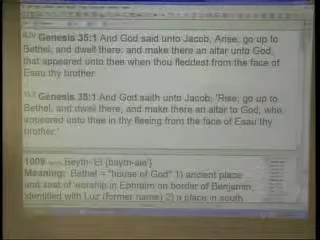 KJV Genesis 35:1 And God said unto Jacob, Arise, go up to
Bethel, and dwell there: and make there an altar unto God,
that appeared unto thee when thou fleddest from the face of
Esau thy brother.
Genesis 35:1 And God saith unto Jacob, 'Rise, go up to
Bethel, and dwell there, and make there an altar to God, who
appeared unto thee in thy fleeing from the face of Esau thy
brother.'
1008 Beyth-'El {bayth-ale'}
Meaning: Bethel = "house of God" 1) ancient place
and seat of worship in Ephraim on border of Benjamin,
identified with Luz (former name) 2) a place in south